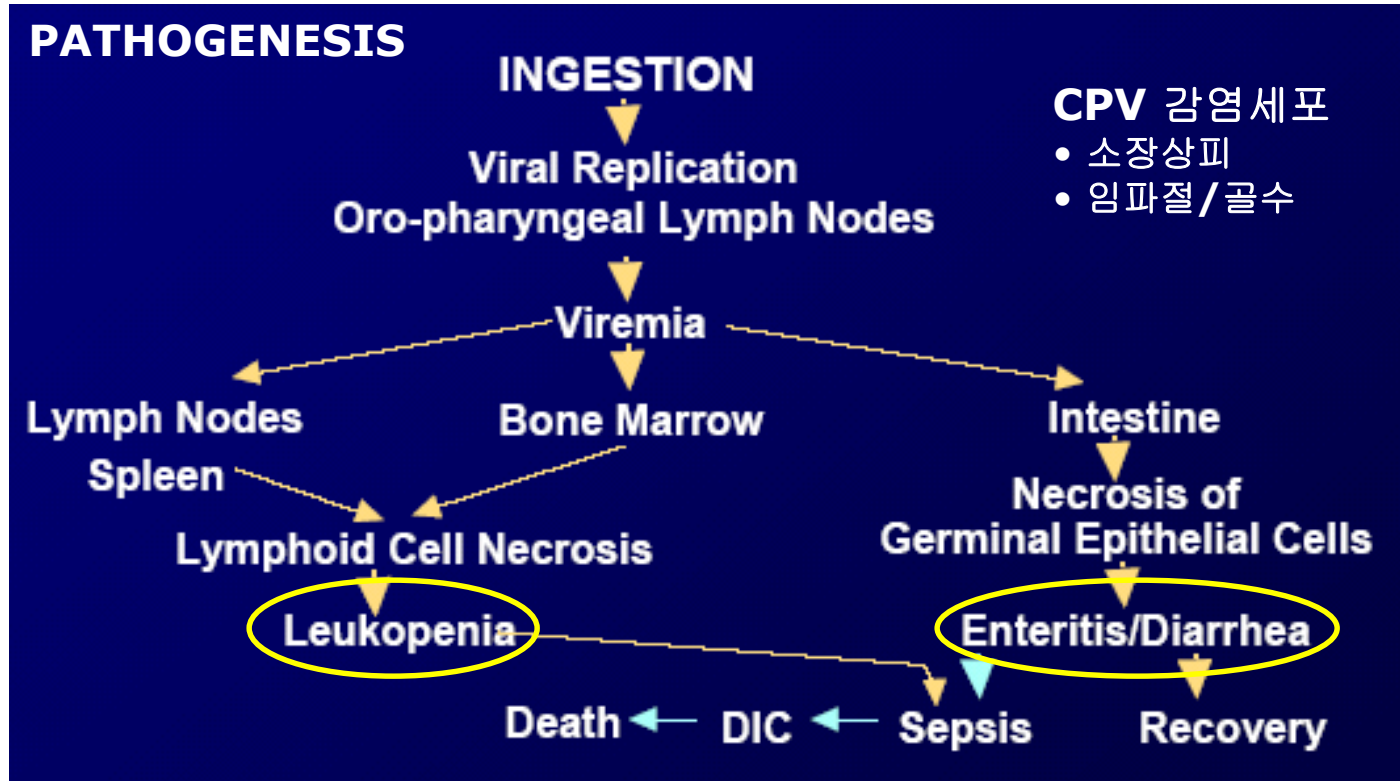 PATHOGENESIS
INGESTION
CPV 감염세포
• 소장상피
• 임파절/골수
Viral Replication
Oro-pharyngeal Lymph Nodes
Viremia
Lymph Nodes
Spleen
Bone Marrow
Intestine
Necrosis of
Germinal Epithelial Cells
Lymphoid Cell Necrosis
Leukopenia
Enteritis/Diarrhea
Death
DIC
Sepsis
Recovery